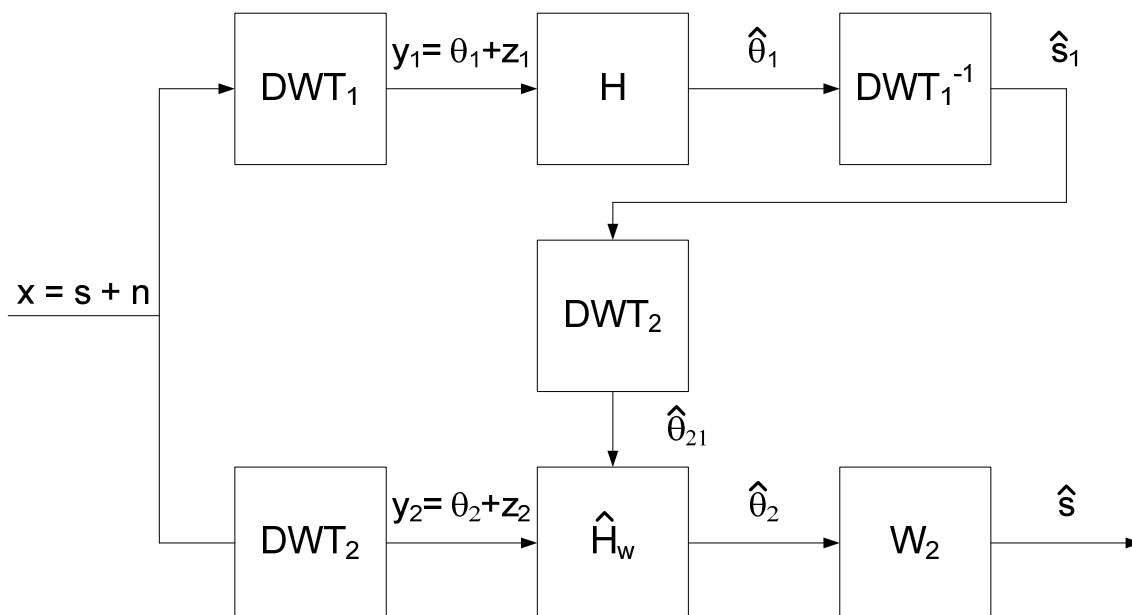 DWT₁
y₁= θ₁+z₁
H
θ̂₁
DWT₁⁻¹
ŝ₁
x = s + n
DWT₂
θ̂₂₁
DWT₂
y₂= θ₂+z₂
Ĥw
θ̂₂
W₂
ŝ